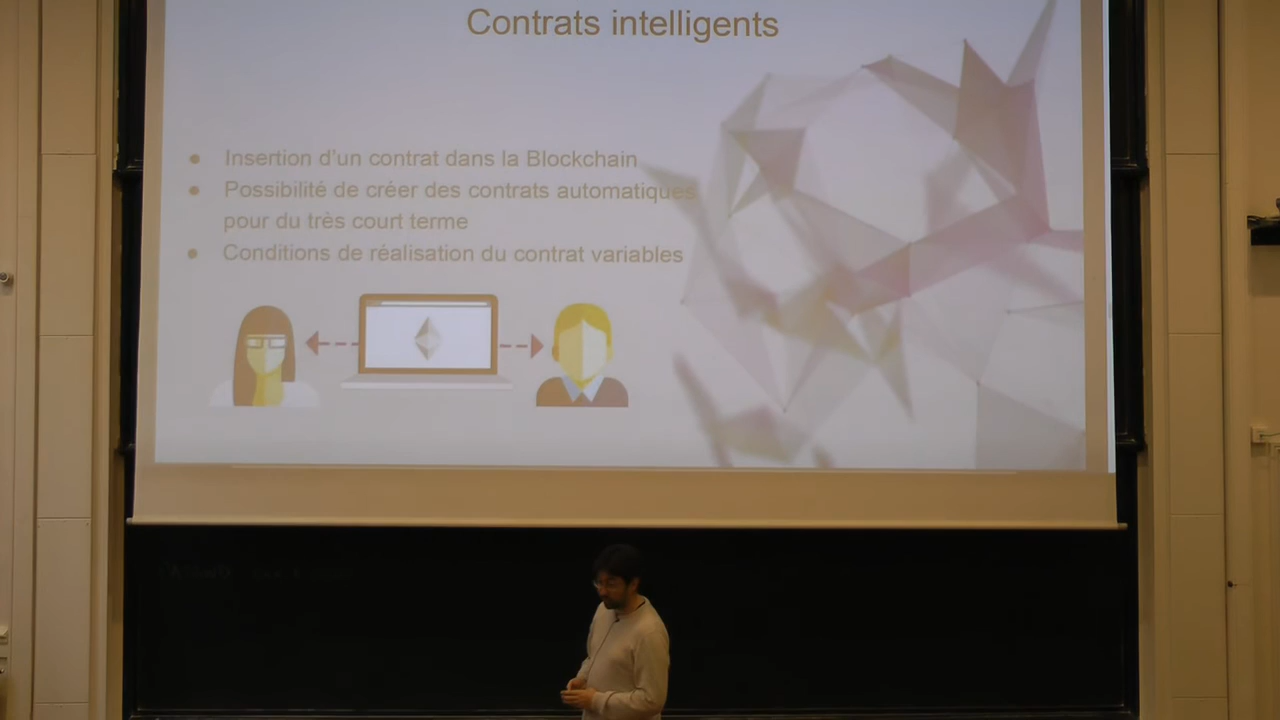 Contrats intelligents
● Insertion d'un contrat dans la Blockchain
● Possibilité de créer des contrats automatiques
pour du très court terme
● Conditions de réalisation du contrat variables